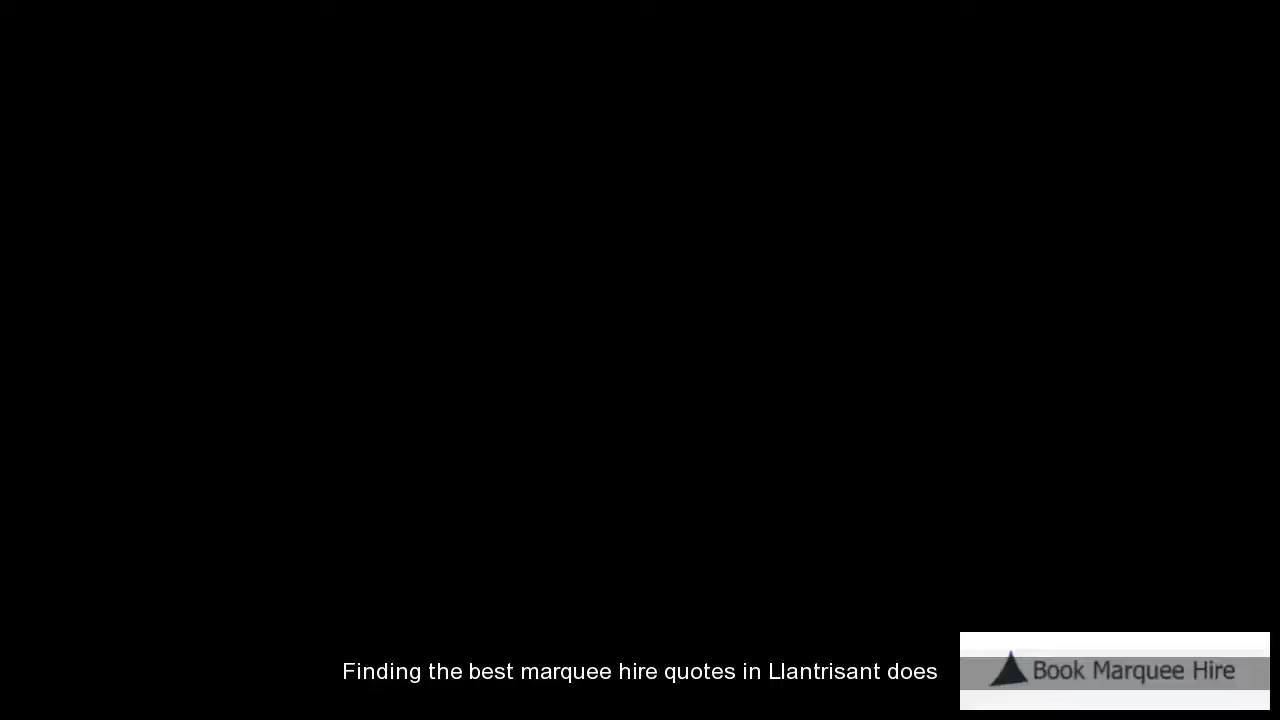 Finding the best marquee hire quotes in Llantrisant does
Book Marquee Hire